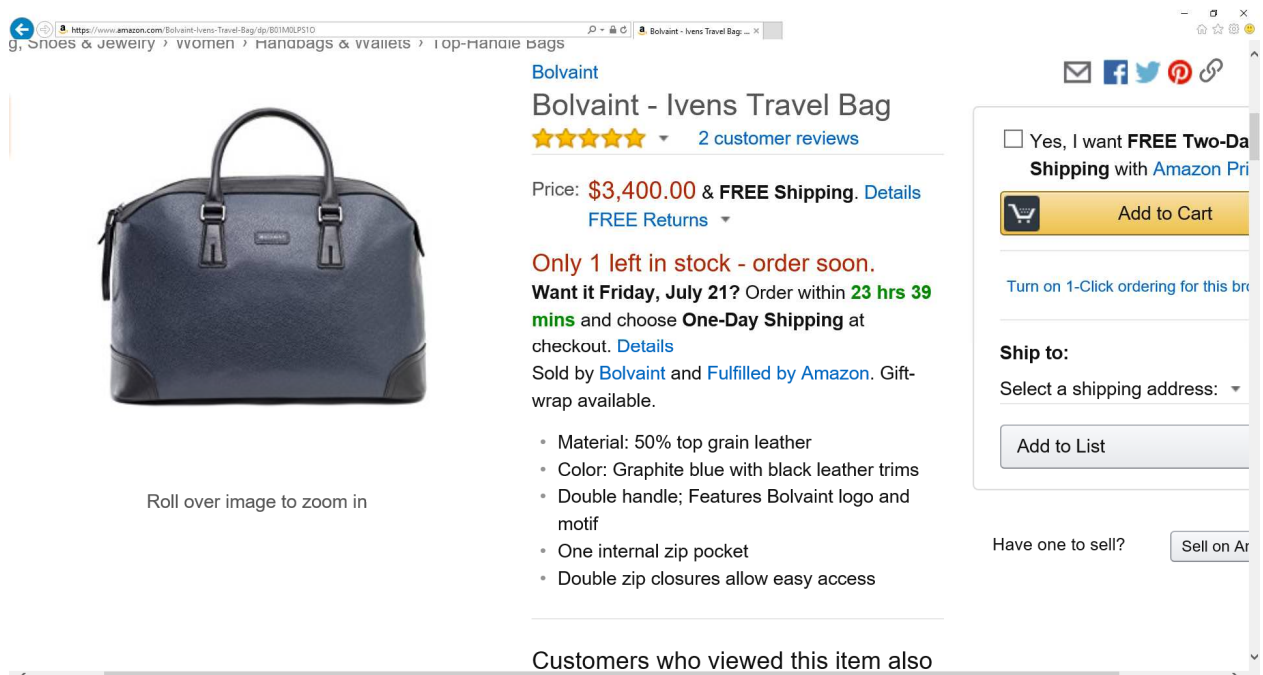 https://www.amazon.com/Bolvaint-Ivens-Travel-Bag/dp/B01M0LPS1O
Bolvaint - Ivens Travel Bag: ...
g, Shoes & Jewelry › Women › Handbags & Wallets › Top-Handle Bags
Bolvaint
Bolvaint - Ivens Travel Bag
2 customer reviews
Price: $3,400.00 & FREE Shipping. Details
FREE Returns
Only 1 left in stock - order soon.
Want it Friday, July 21? Order within 23 hrs 39
mins and choose One-Day Shipping at
checkout. Details
Sold by Bolvaint and Fulfilled by Amazon. Gift-
wrap available.
• Material: 50% top grain leather
• Color: Graphite blue with black leather trims
• Double handle; Features Bolvaint logo and
motif
• One internal zip pocket
• Double zip closures allow easy access
Customers who viewed this item also
Roll over image to zoom in
Yes, I want FREE Two-Da
Shipping with Amazon Pri
Add to Cart
Turn on 1-Click ordering for this bro
Ship to:
Select a shipping address:
Add to List
Have one to sell?
Sell on Am